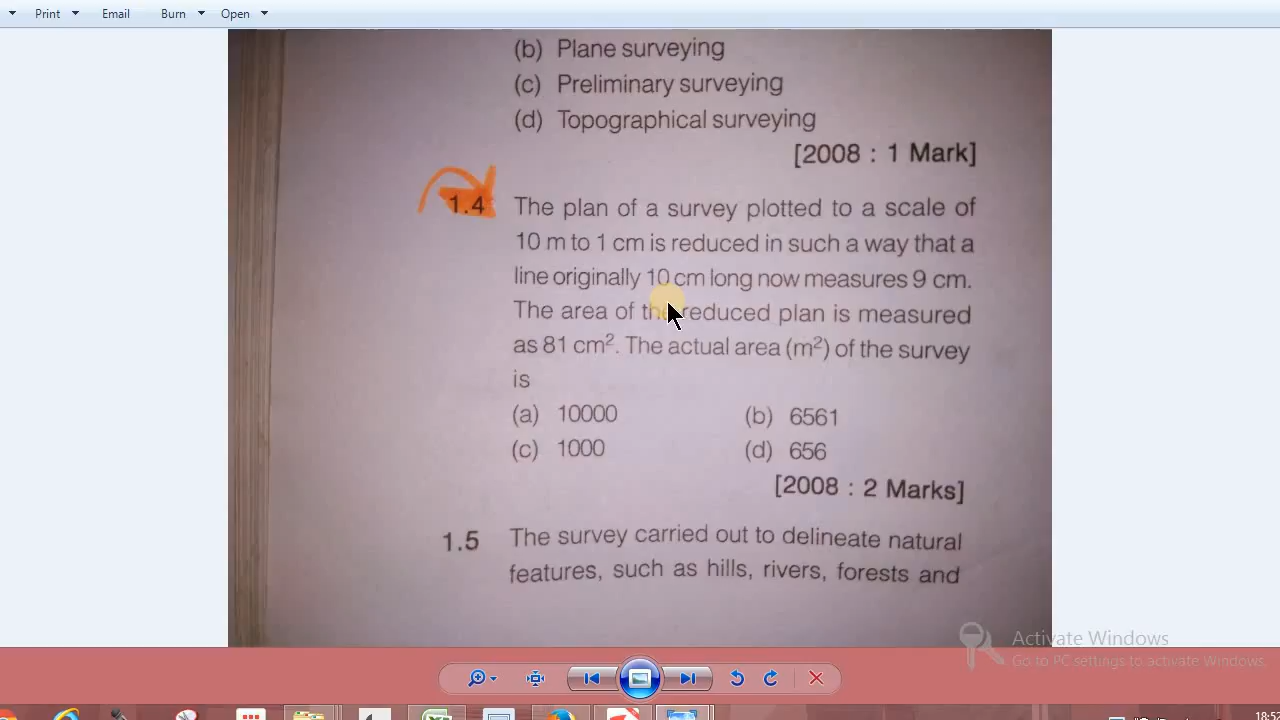 Print Email Burn Open
(b) Plane surveying
(c) Preliminary surveying
(d) Topographical surveying
[2008 : 1 Mark]
1.4 The plan of a survey plotted to a scale of
10 m to 1 cm is reduced in such a way that a
line originally 10 cm long now measures 9 cm.
The area of the reduced plan is measured
as 81 cm². The actual area (m²) of the survey
is
(a) 10000 (b) 6561
(c) 1000 (d) 656
[2008 : 2 Marks]
1.5 The survey carried out to delineate natural
features, such as hills, rivers, forests and
Activate Windows
Go to PC settings to activate Windows.